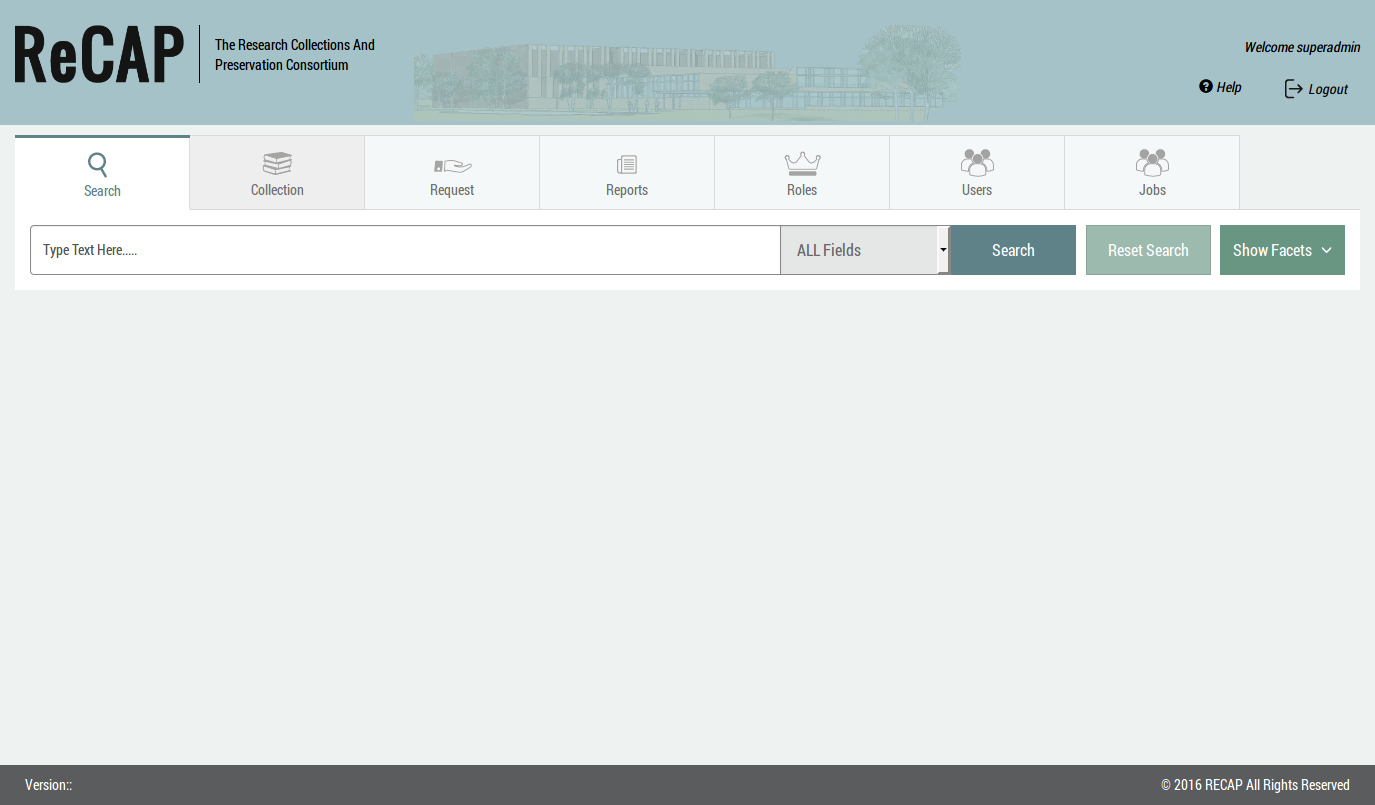 ReCAP
The Research Collections And
Preservation Consortium
Welcome superadmin
Help
Logout
Search
Collection
Request
Reports
Roles
Users
Jobs
Type Text Here.....
ALL Fields
Search
Reset Search
Show Facets
Version::
© 2016 RECAP All Rights Reserved